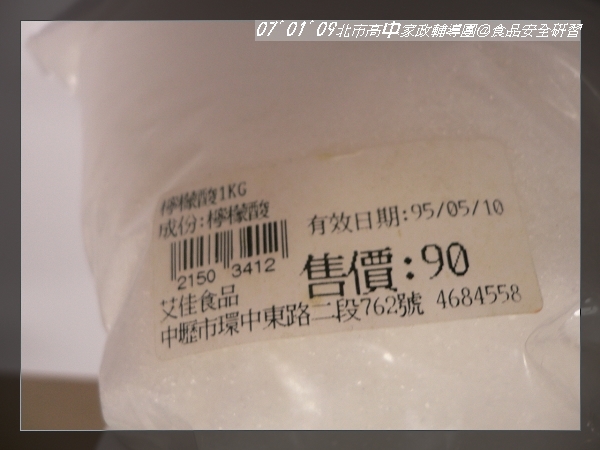 07'01'09北市高中家政輔導團@食品安全研習
檸檬酸1KG
成份:檸檬酸
有效日期:95/05/10
2150 3412
售價:90
艾佳食品
中壢市環中東路二段762號 4684558